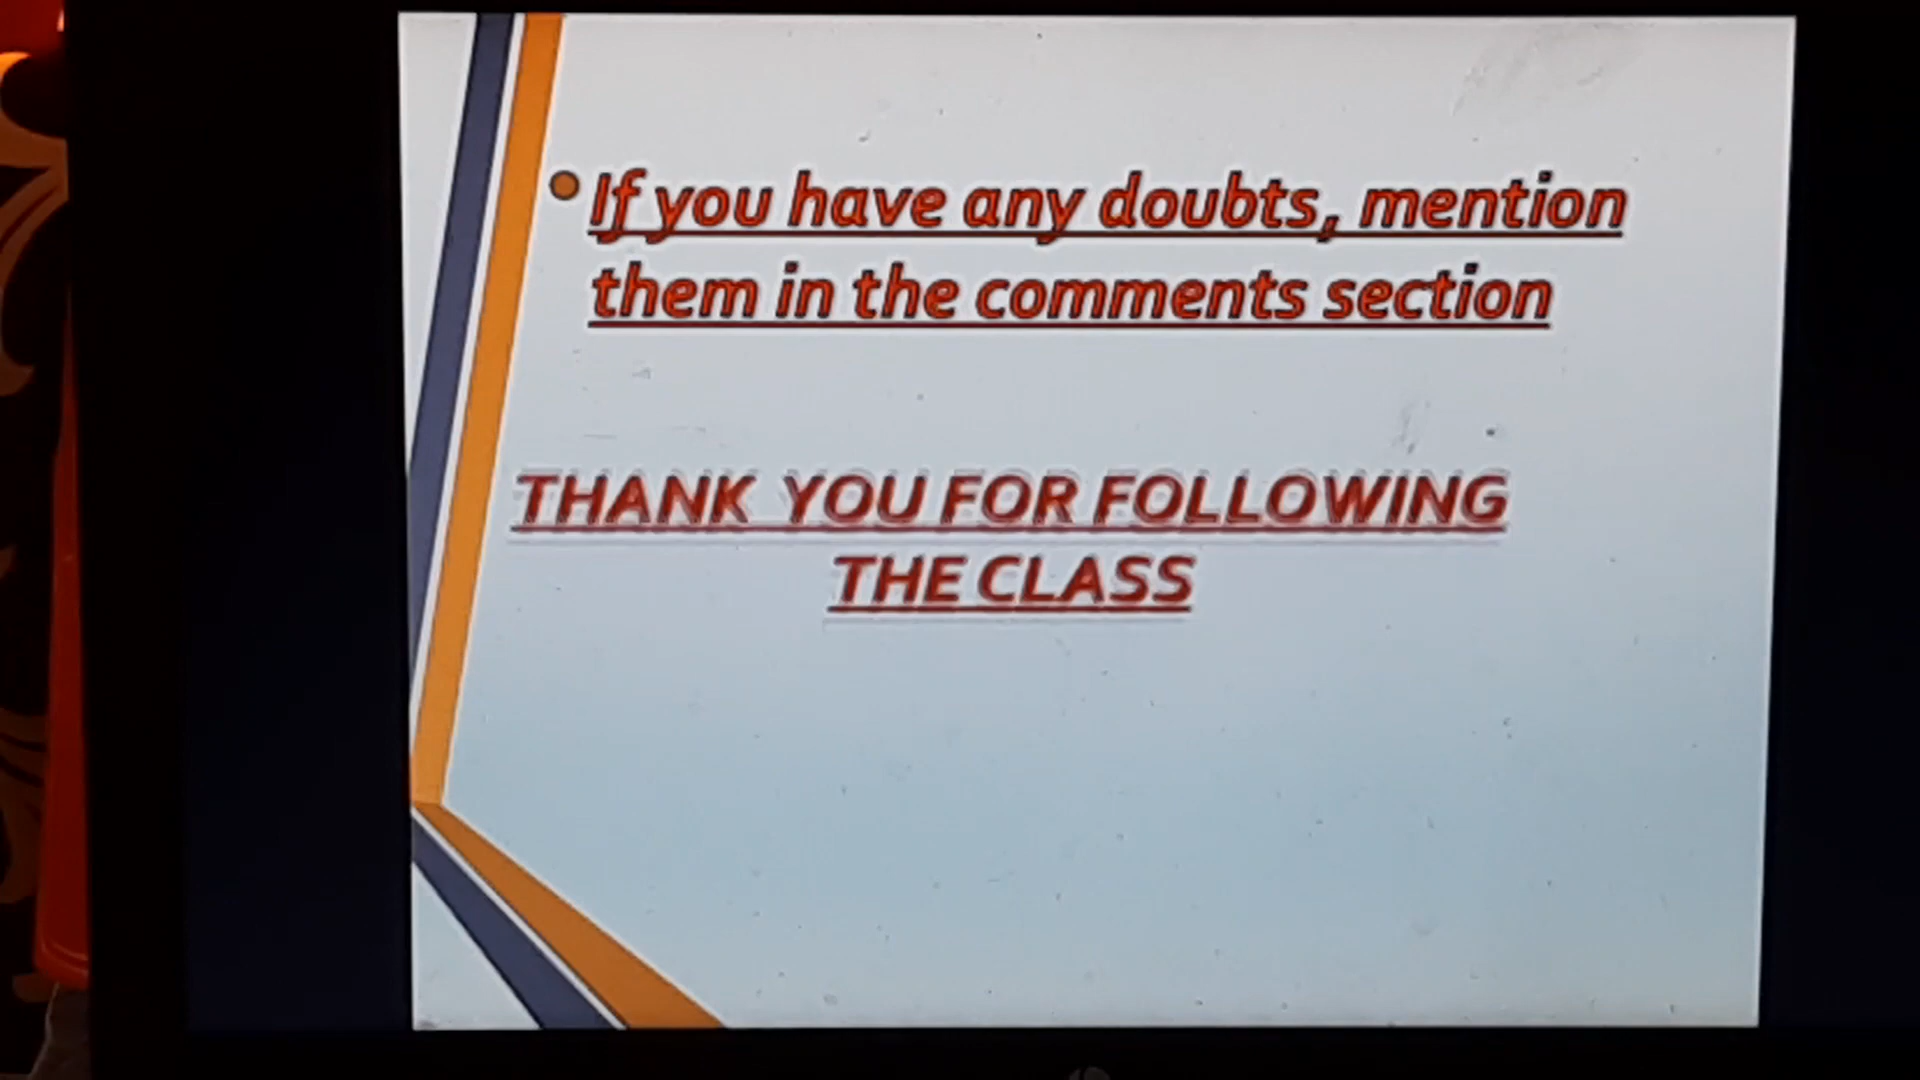 If you have any doubts, mention
them in the comments section
THANK YOU FOR FOLLOWING
THE CLASS